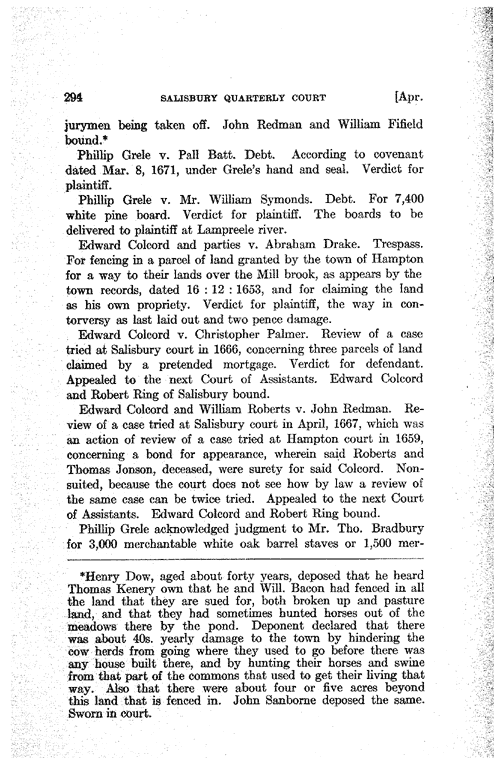 294 SALISBURY QUARTERLY COURT [Apr.
jurymen being taken off. John Redman and William Fifield
bound.*
Phillip Grele v. Pall Batt. Debt. According to covenant
dated Mar. 8, 1671, under Grele's hand and seal. Verdict for
plaintiff.
Phillip Grele v. Mr. William Symonds. Debt. For 7,400
white pine board. Verdict for plaintiff. The boards to be
delivered to plaintiff at Lampreele river.
Edward Colcord and parties v. Abraham Drake. Trespass.
For fencing in a parcel of land granted by the town of Hampton
for a way to their lands over the Mill brook, as appears by the
town records, dated 16 : 12 : 1653, and for claiming the land
as his own propriety. Verdict for plaintiff, the way in con-
torversy as last laid out and two pence damage.
Edward Colcord v. Christopher Palmer. Review of a case
tried at Salisbury court in 1666, concerning three parcels of land
claimed by a pretended mortgage. Verdict for defendant.
Appealed to the next Court of Assistants. Edward Colcord
and Robert Ring of Salisbury bound.
Edward Colcord and William Roberts v. John Redman. Re-
view of a case tried at Salisbury court in April, 1667, which was
an action of review of a case tried at Hampton court in 1659,
concerning a bond for appearance, wherein said Roberts and
Thomas Jonson, deceased, were surety for said Colcord. Non-
suited, because the court does not see how by law a review of
the same case can be twice tried. Appealed to the next Court
of Assistants. Edward Colcord and Robert Ring bound.
Phillip Grele acknowledged judgment to Mr. Tho. Bradbury
for 3,000 merchantable white oak barrel staves or 1,500 mer-
*Henry Dow, aged about forty years, deposed that he heard
Thomas Kenery own that he and Will. Bacon had fenced in all
the land that they are sued for, both broken up and pasture
land, and that they had sometimes hunted horses out of the
meadows there by the pond. Deponent declared that there
was about 40s. yearly damage to the town by hindering the
cow herds from going where they used to go before there was
any house built there, and by hunting their horses and swine
from that part of the commons that used to get their living that
way. Also that there were about four or five acres beyond
this land that is fenced in. John Sanborne deposed the same.
Sworn in court.